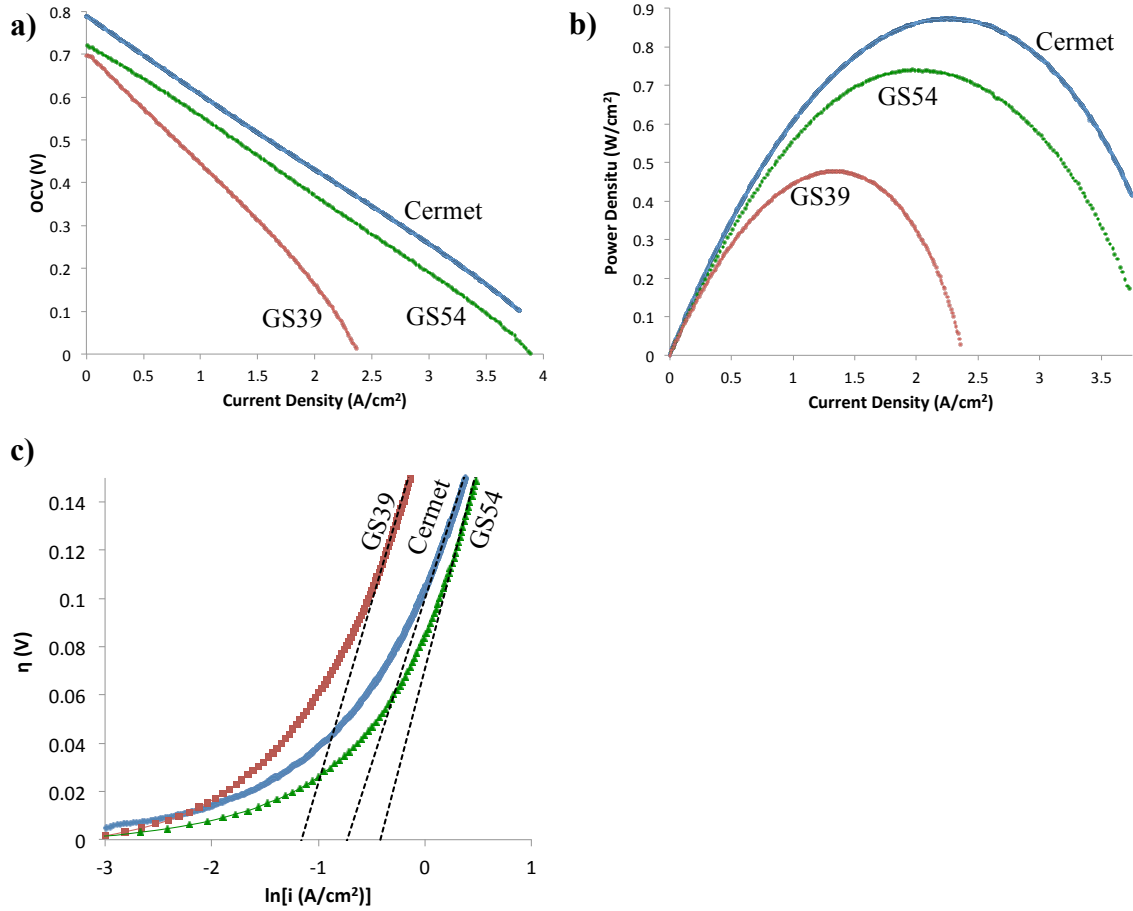 a)
OCV (V)
0.8
0.7
0.6
0.5
0.4
0.3
0.2
0.1
0
Cermet
GS39
GS54
0 0.5 1 1.5 2 2.5 3 3.5 4
Current Density (A/cm²)
b)
Power Densitu (W/cm²)
0.9
0.8
0.7
0.6
0.5
0.4
0.3
0.2
0.1
0
Cermet
GS54
GS39
0 0.5 1 1.5 2 2.5 3 3.5
Current Density (A/cm²)
c)
η (V)
0.14
0.12
0.1
0.08
0.06
0.04
0.02
0
GS39
Cermet
GS54
-3 -2 -1 0 1
ln[i (A/cm²)]